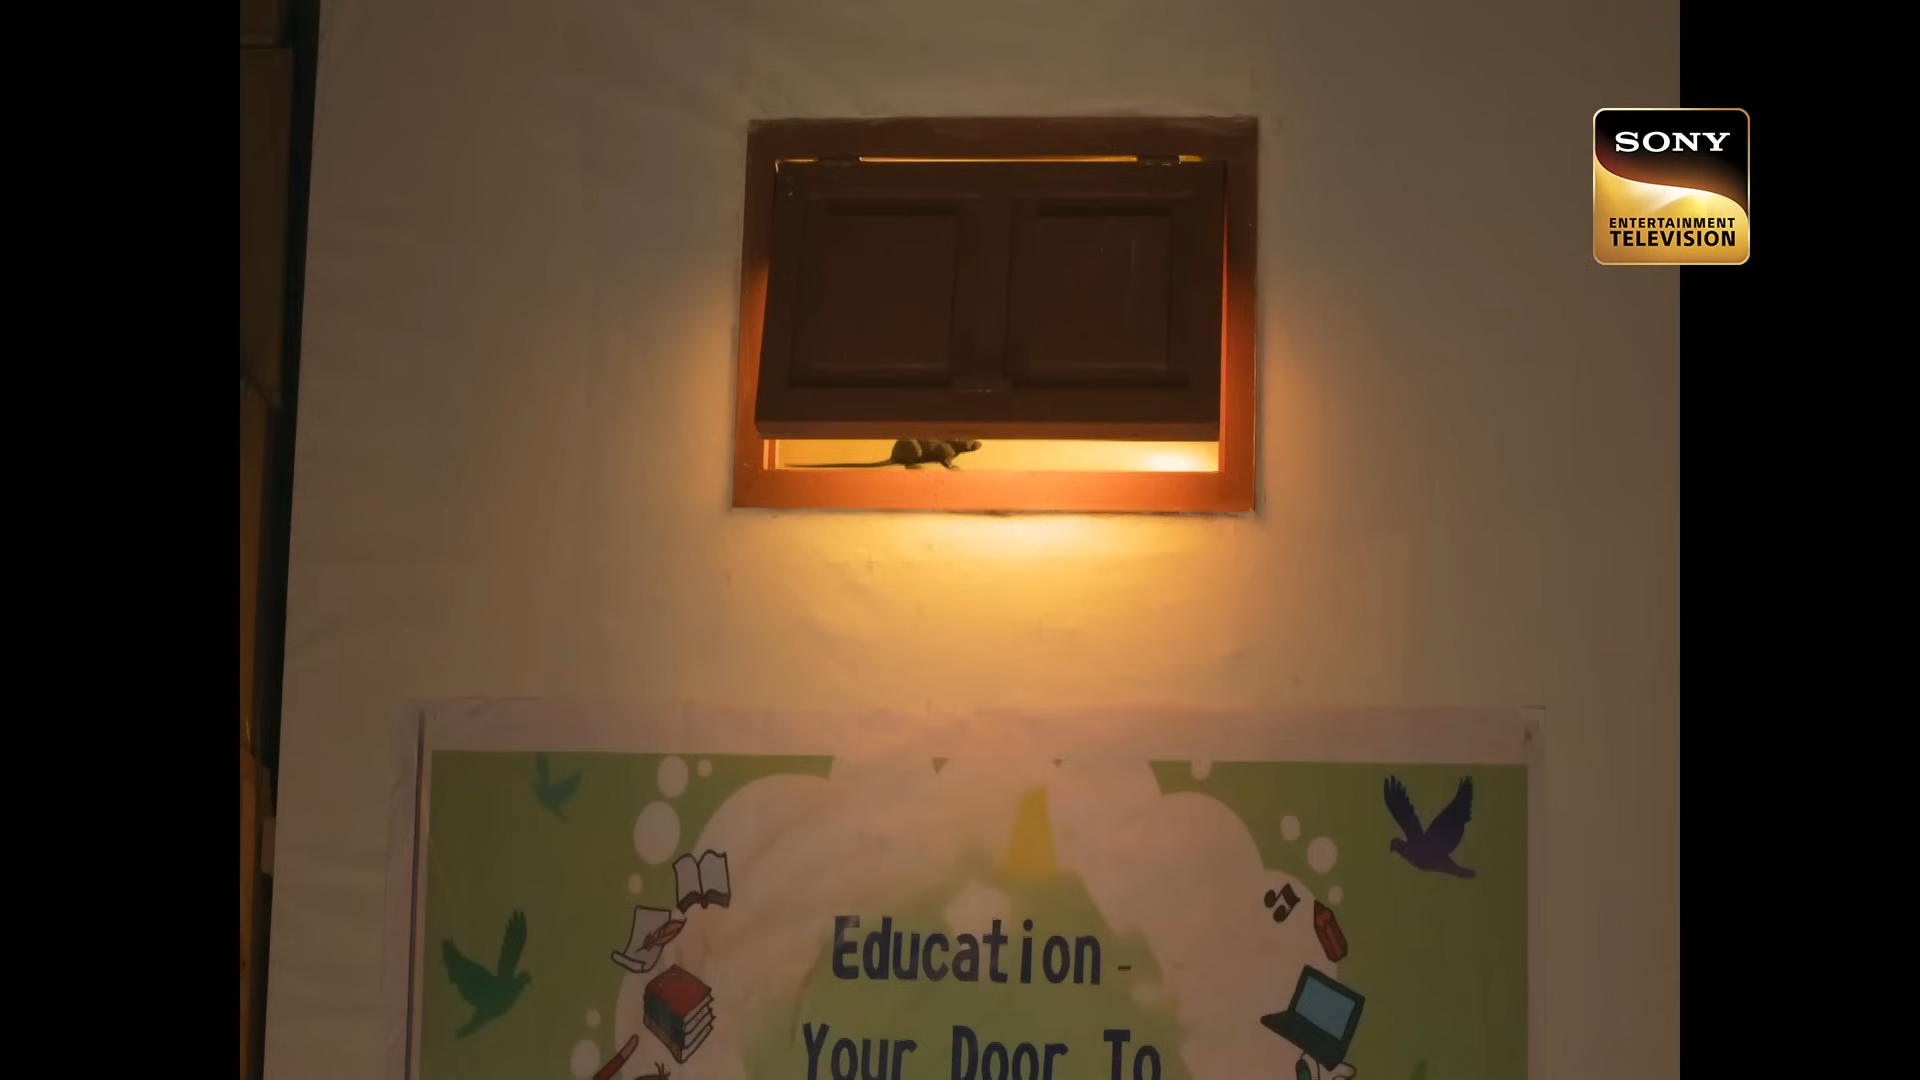 SONY
ENTERTAINMENT
TELEVISION
Education -
Your Door To